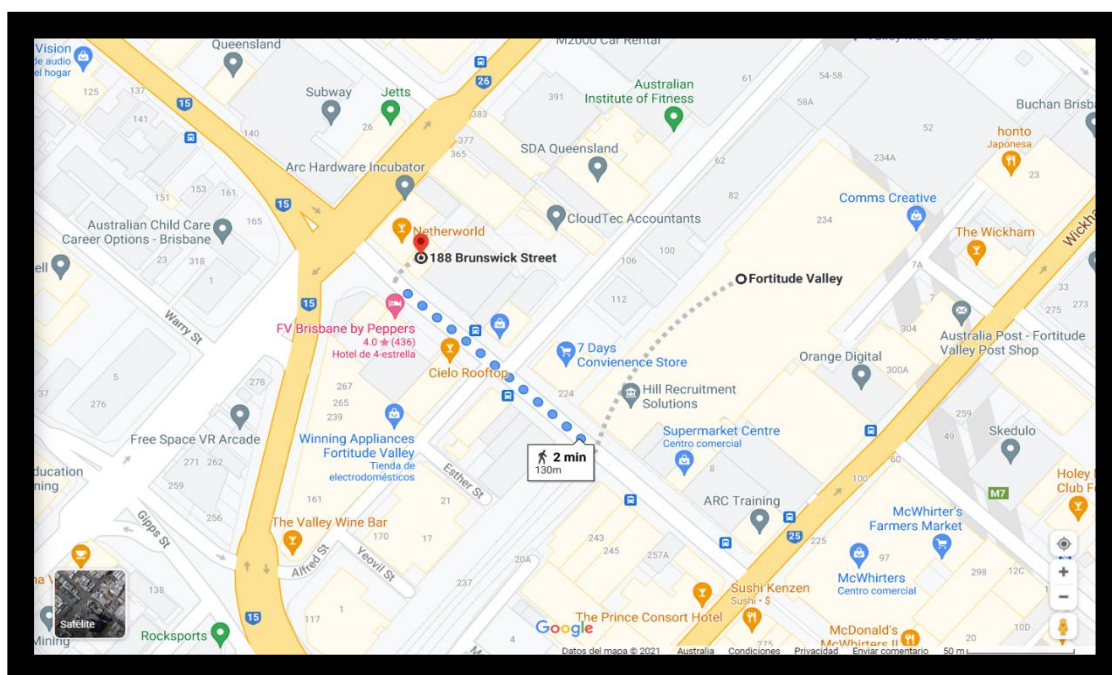 Vision
de audio
el hogar
Queensland
M2000 Car Rental
125
137
141
15
140
Subway
Jetts
26
383
377
365
26
391
Australian
Institute of Fitness
SDA Queensland
61
54-58
58A
52
62
82
234A
Buchan Brisb
honto
Japonesa
23
Arc Hardware Incubator
151
153
161
165
15
Australian Child Care
Career Options - Brisbane
23
318
1
ell
Netherworld
188 Brunswick Street
CloudTec Accountants
100
106
112
234
Fortitude Valley
Comms Creative
7A
The Wickham
Wickha
33
275
273
Warry St
15
FV Brisbane by Peppers
4.0 ★ (436)
Hotel de 4-estrella
Cielo Rooftop
7 Days
Convienence Store
304
Australia Post - Fortitude
Valley Post Shop
Orange Digital
300A
5
37
276
278
267
265
239
224
Hill Recruitment
Solutions
Free Space VR Arcade
271
262
259
Winning Appliances
Fortitude Valley
Tienda de
electrodomésticos
2 min
130m
Supermarket Centre
Centro comercial
8
259
49
Skedulo
ducation
ning
256
161
Esther St
21
60
100
M7
Holey
Club F
ARC Training
25
225
McWhirter's
Farmers Market
Gipps St
The Valley Wine Bar
170
17
Alfred St
Yeovil St
243
245
257A
20A
97
McWhirters
Centro comercial
298
12C
138
237
Sushi Kenzen
Sushi · $
Satélite
15
117
1
The Prince Consort Hotel
Mining
Rocksports
4
Google
275
McDonald's
McWhirters II
20
10D
Datos del mapa © 2021
Australia
Condiciones
Privacidad
Enviar comentario
50 m